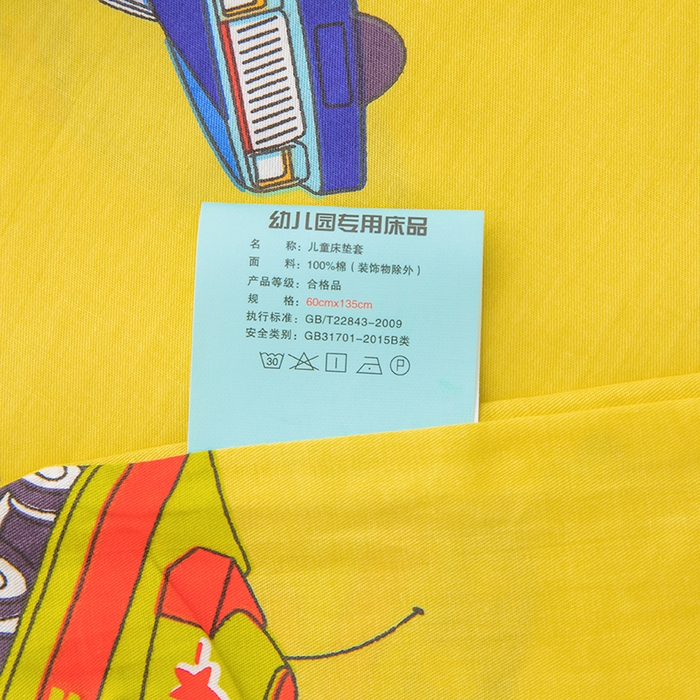 幼儿园专用床品
名 称：儿童床垫套
面 料：100%棉（装饰物除外）
产品等级：合格品
规 格：60cmx135cm
执行标准：GB/T22843-2009
安全类别：GB31701-2015B类
30 P